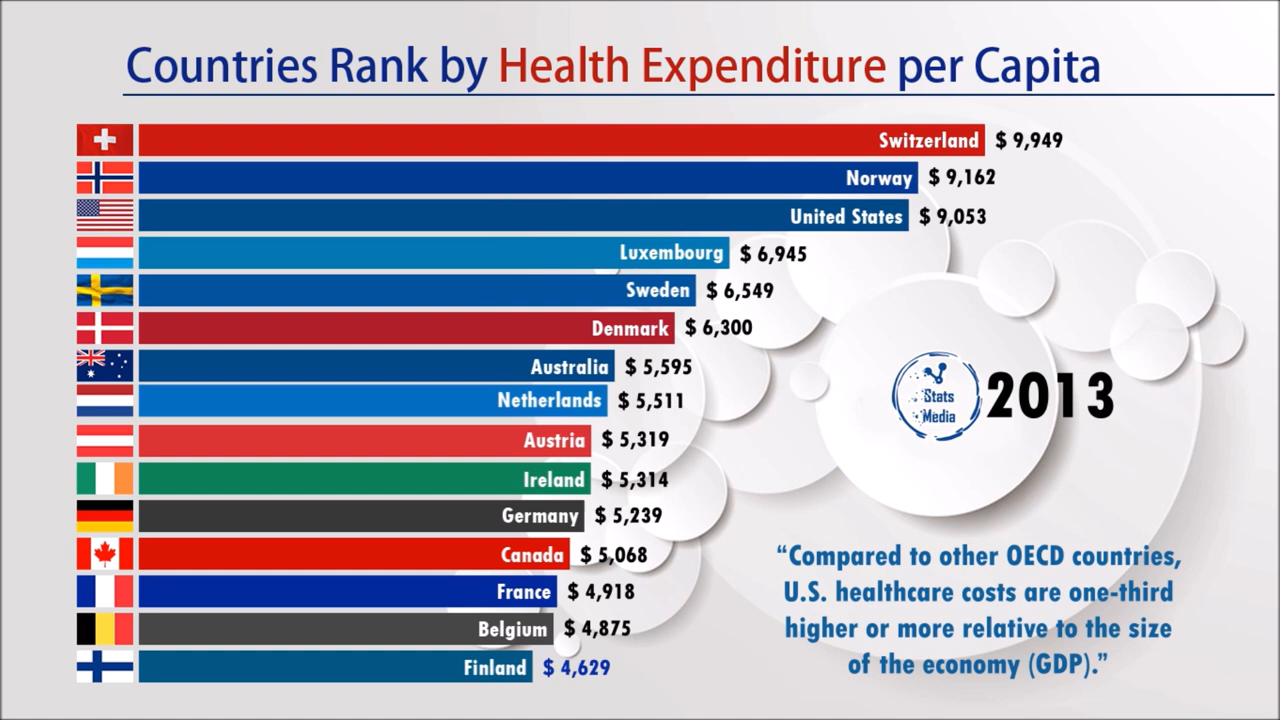 Countries Rank by Health Expenditure per Capita
Switzerland $ 9,949
Norway $ 9,162
United States $ 9,053
Luxembourg $ 6,945
Sweden $ 6,549
Denmark $ 6,300
Australia $ 5,595
Netherlands $ 5,511
Austria $ 5,319
Ireland $ 5,314
Germany $ 5,239
Canada $ 5,068
France $ 4,918
Belgium $ 4,875
Finland $ 4,629
Stats
Media
2013
“Compared to other OECD countries,
U.S. healthcare costs are one-third
higher or more relative to the size
of the economy (GDP).”